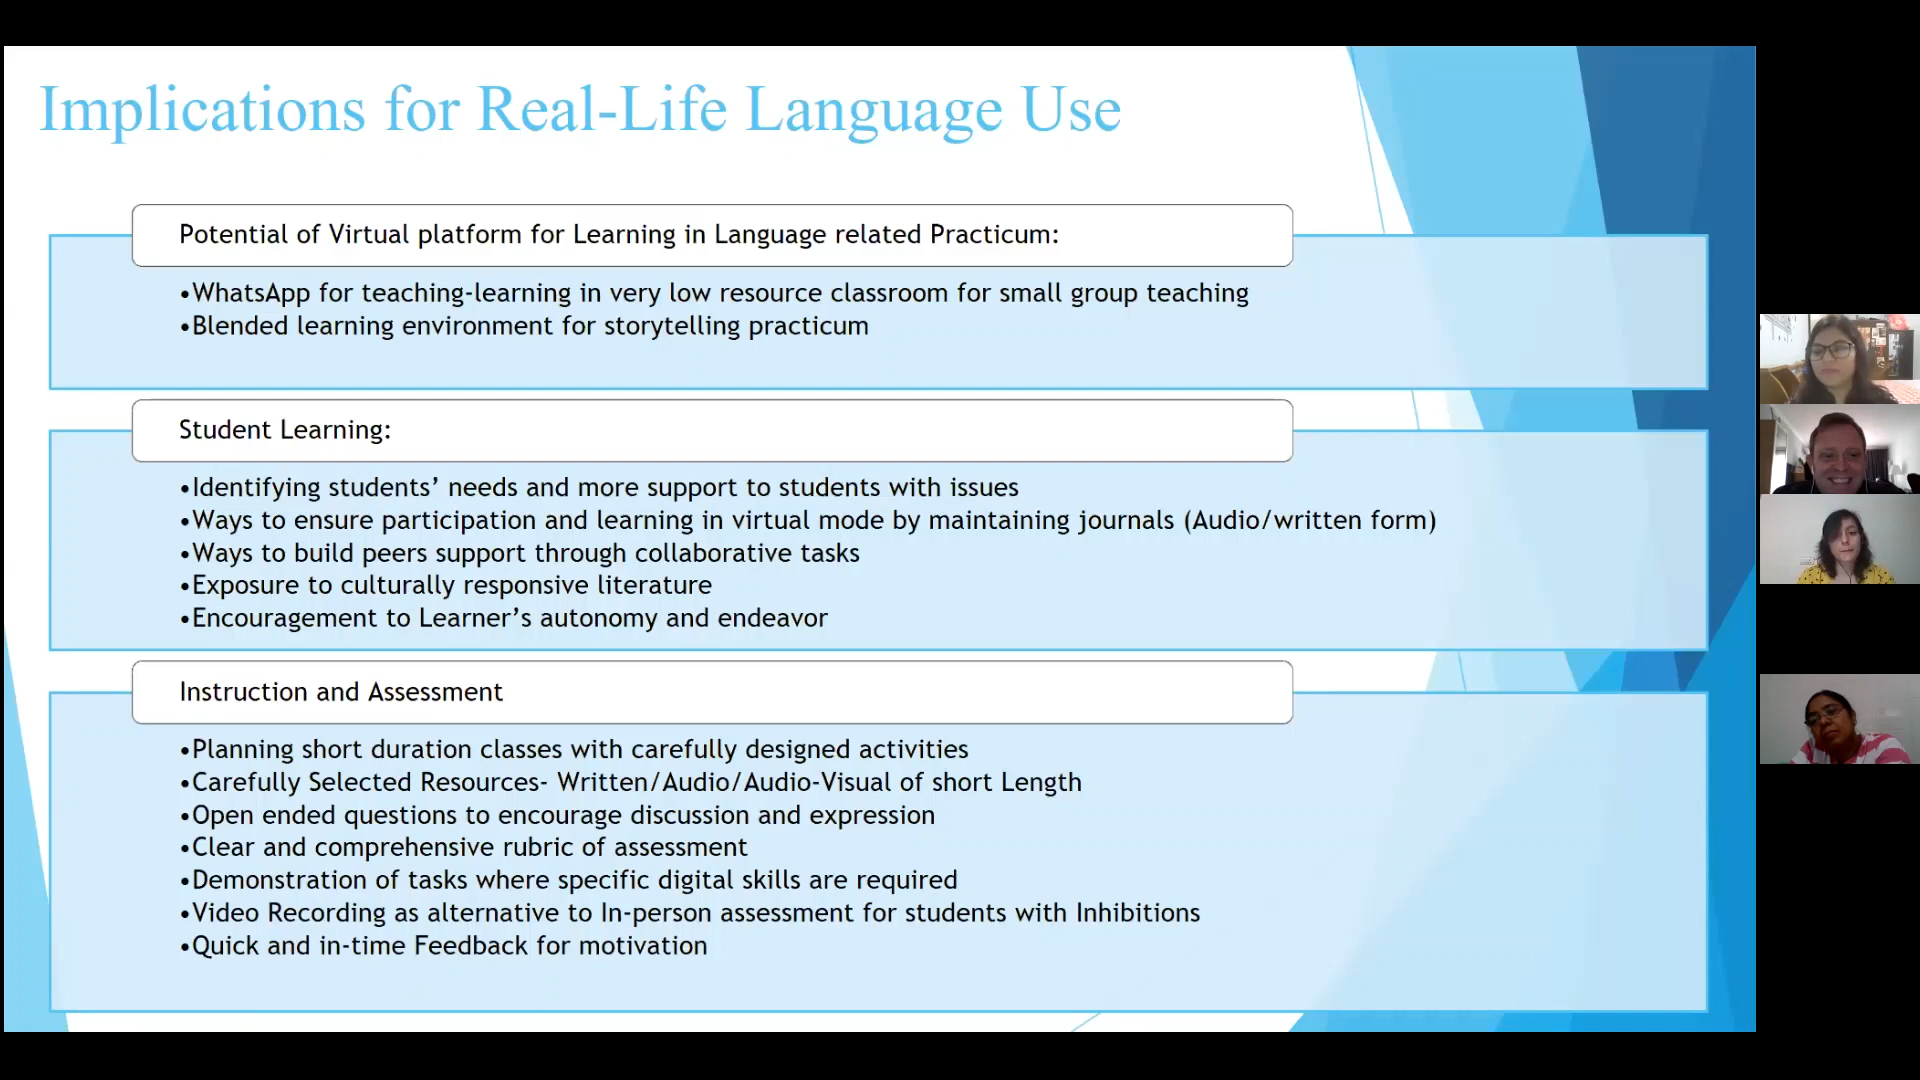 Implications for Real-Life Language Use
Potential of Virtual platform for Learning in Language related Practicum:
•WhatsApp for teaching-learning in very low resource classroom for small group teaching
•Blended learning environment for storytelling practicum
Student Learning:
•Identifying students’ needs and more support to students with issues
•Ways to ensure participation and learning in virtual mode by maintaining journals (Audio/written form)
•Ways to build peers support through collaborative tasks
•Exposure to culturally responsive literature
•Encouragement to Learner’s autonomy and endeavor
Instruction and Assessment
•Planning short duration classes with carefully designed activities
•Carefully Selected Resources- Written/Audio/Audio-Visual of short Length
•Open ended questions to encourage discussion and expression
•Clear and comprehensive rubric of assessment
•Demonstration of tasks where specific digital skills are required
•Video Recording as alternative to In-person assessment for students with Inhibitions
•Quick and in-time Feedback for motivation